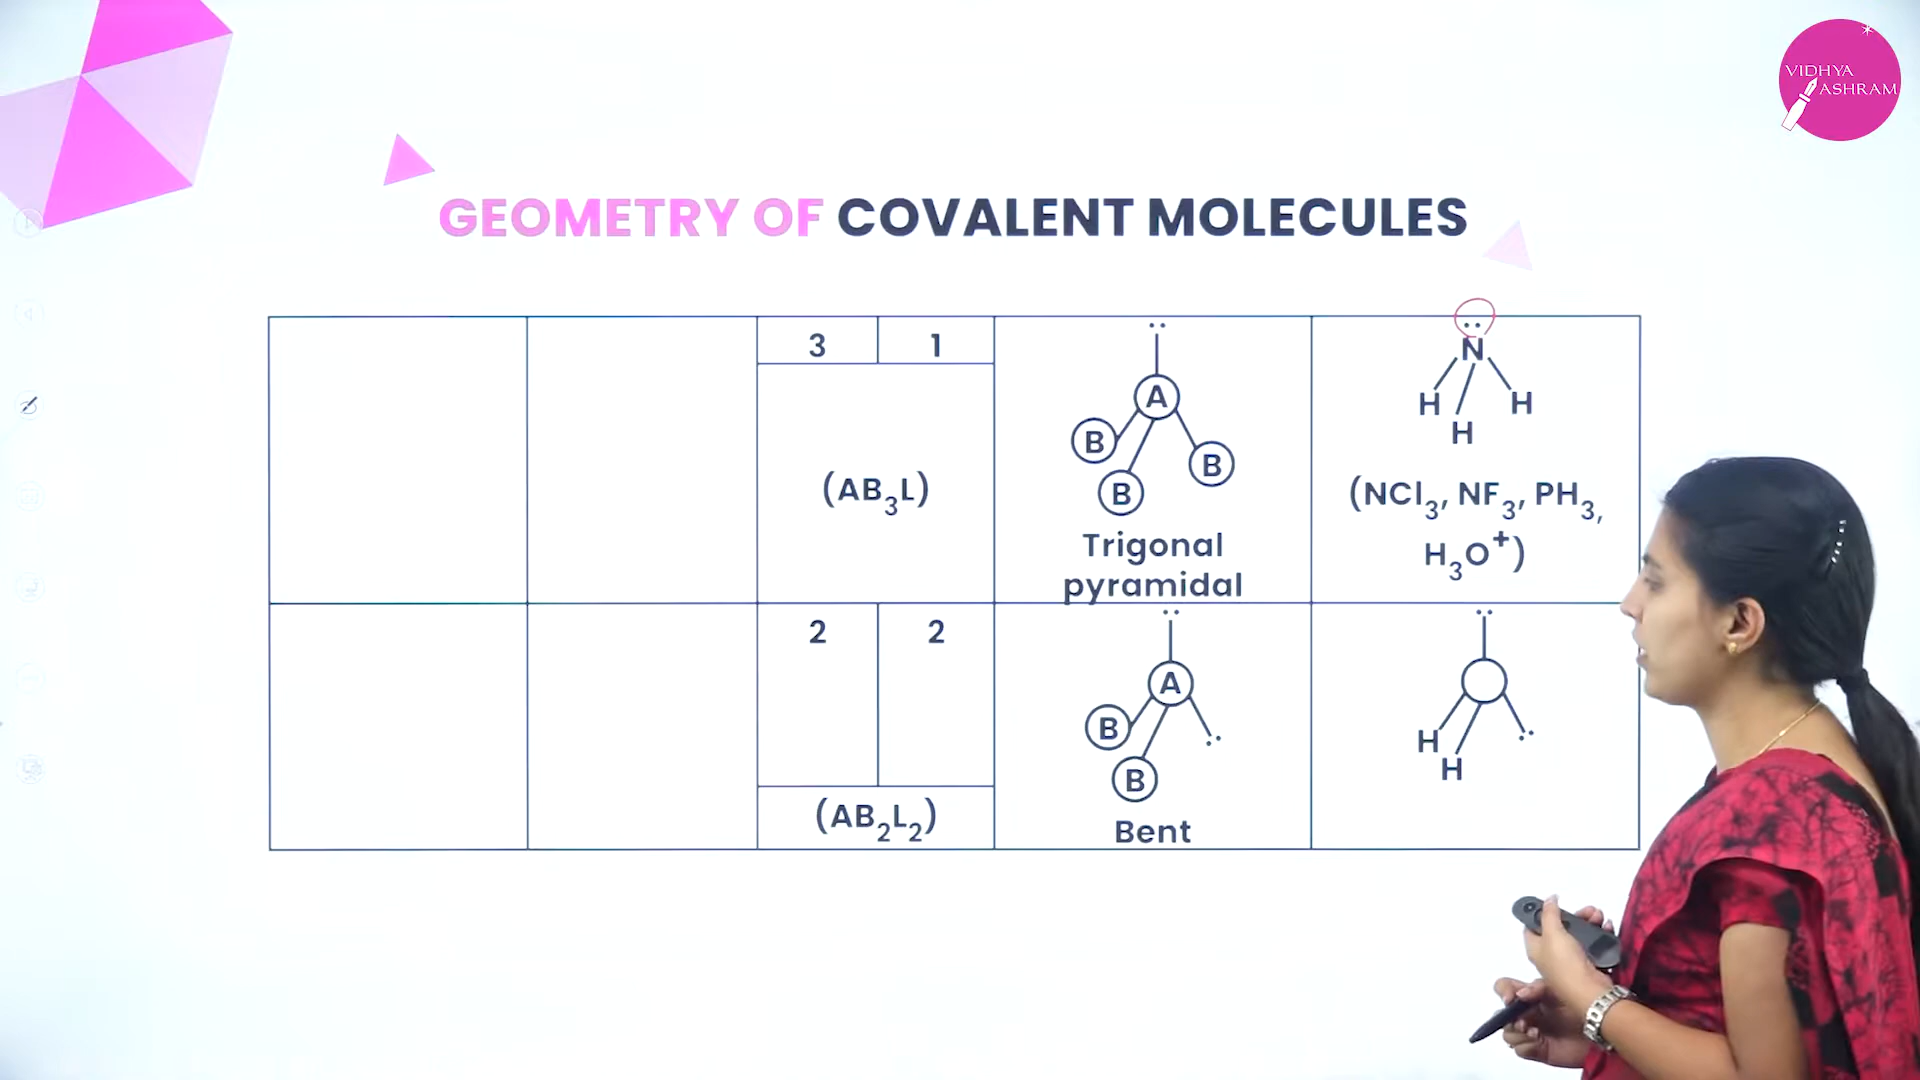 VIDHYA
ASHRAM
GEOMETRY OF COVALENT MOLECULES
3 1
(AB₃L)
A
B
B
B
Trigonal
pyramidal
N
H H
H
(NCl₃, NF₃, PH₃,
H₃O⁺)
2 2
(AB₂L₂)
A
B
B
Bent
H
H